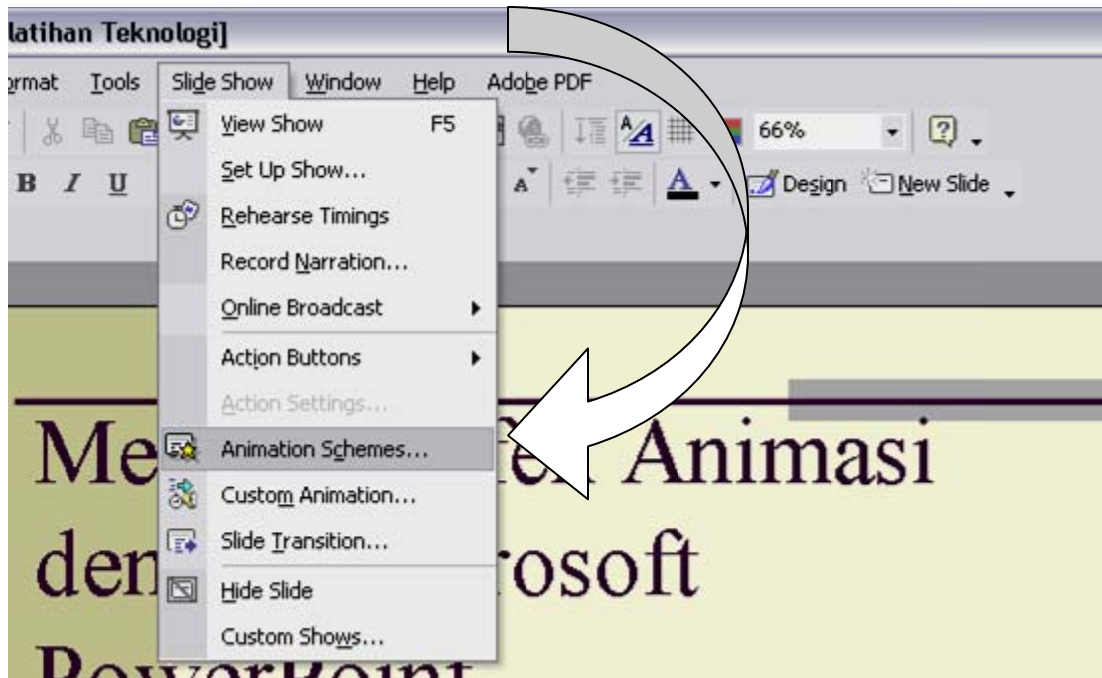 latihan Teknologi]
ormat Tools Slide Show Window Help Adobe PDF
View Show F5
66%
Set Up Show...
B I U A A Design New Slide
Rehearse Timings
Record Narration...
Online Broadcast
Action Buttons
Action Settings...
Animation Schemes...
Custom Animation...
Slide Transition...
Hide Slide
Custom Shows...
Me Animasi
den rosoft
PowerPoint